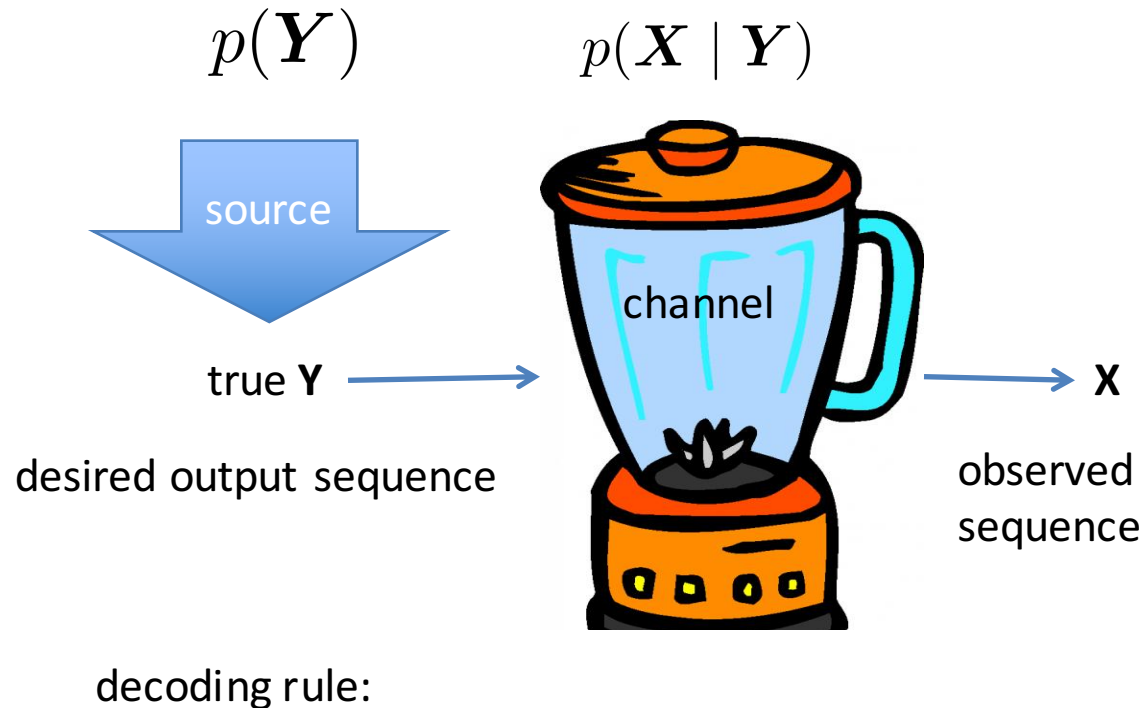 p(Y) p(X | Y)
source
channel
true Y
X
desired output sequence
observed
sequence
decoding rule: